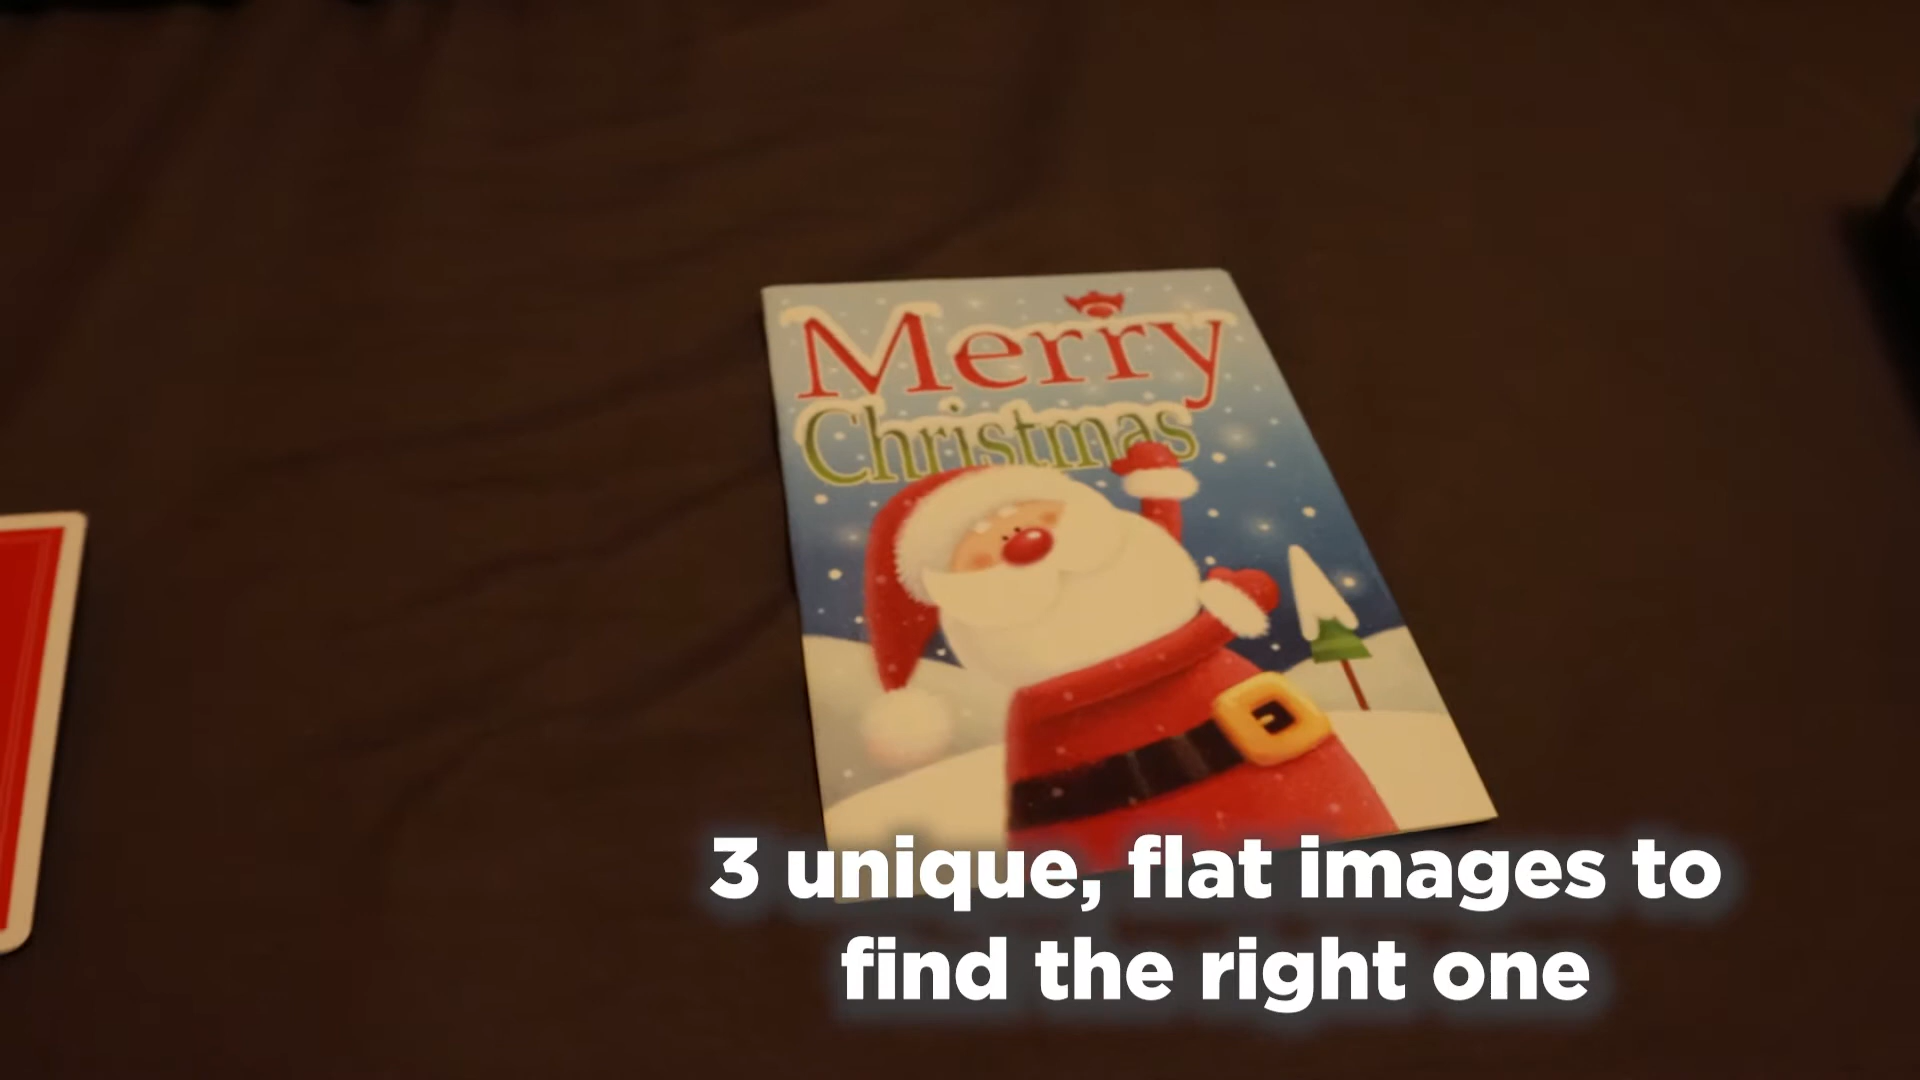 Merry
Christmas
3 unique, flat images to
find the right one